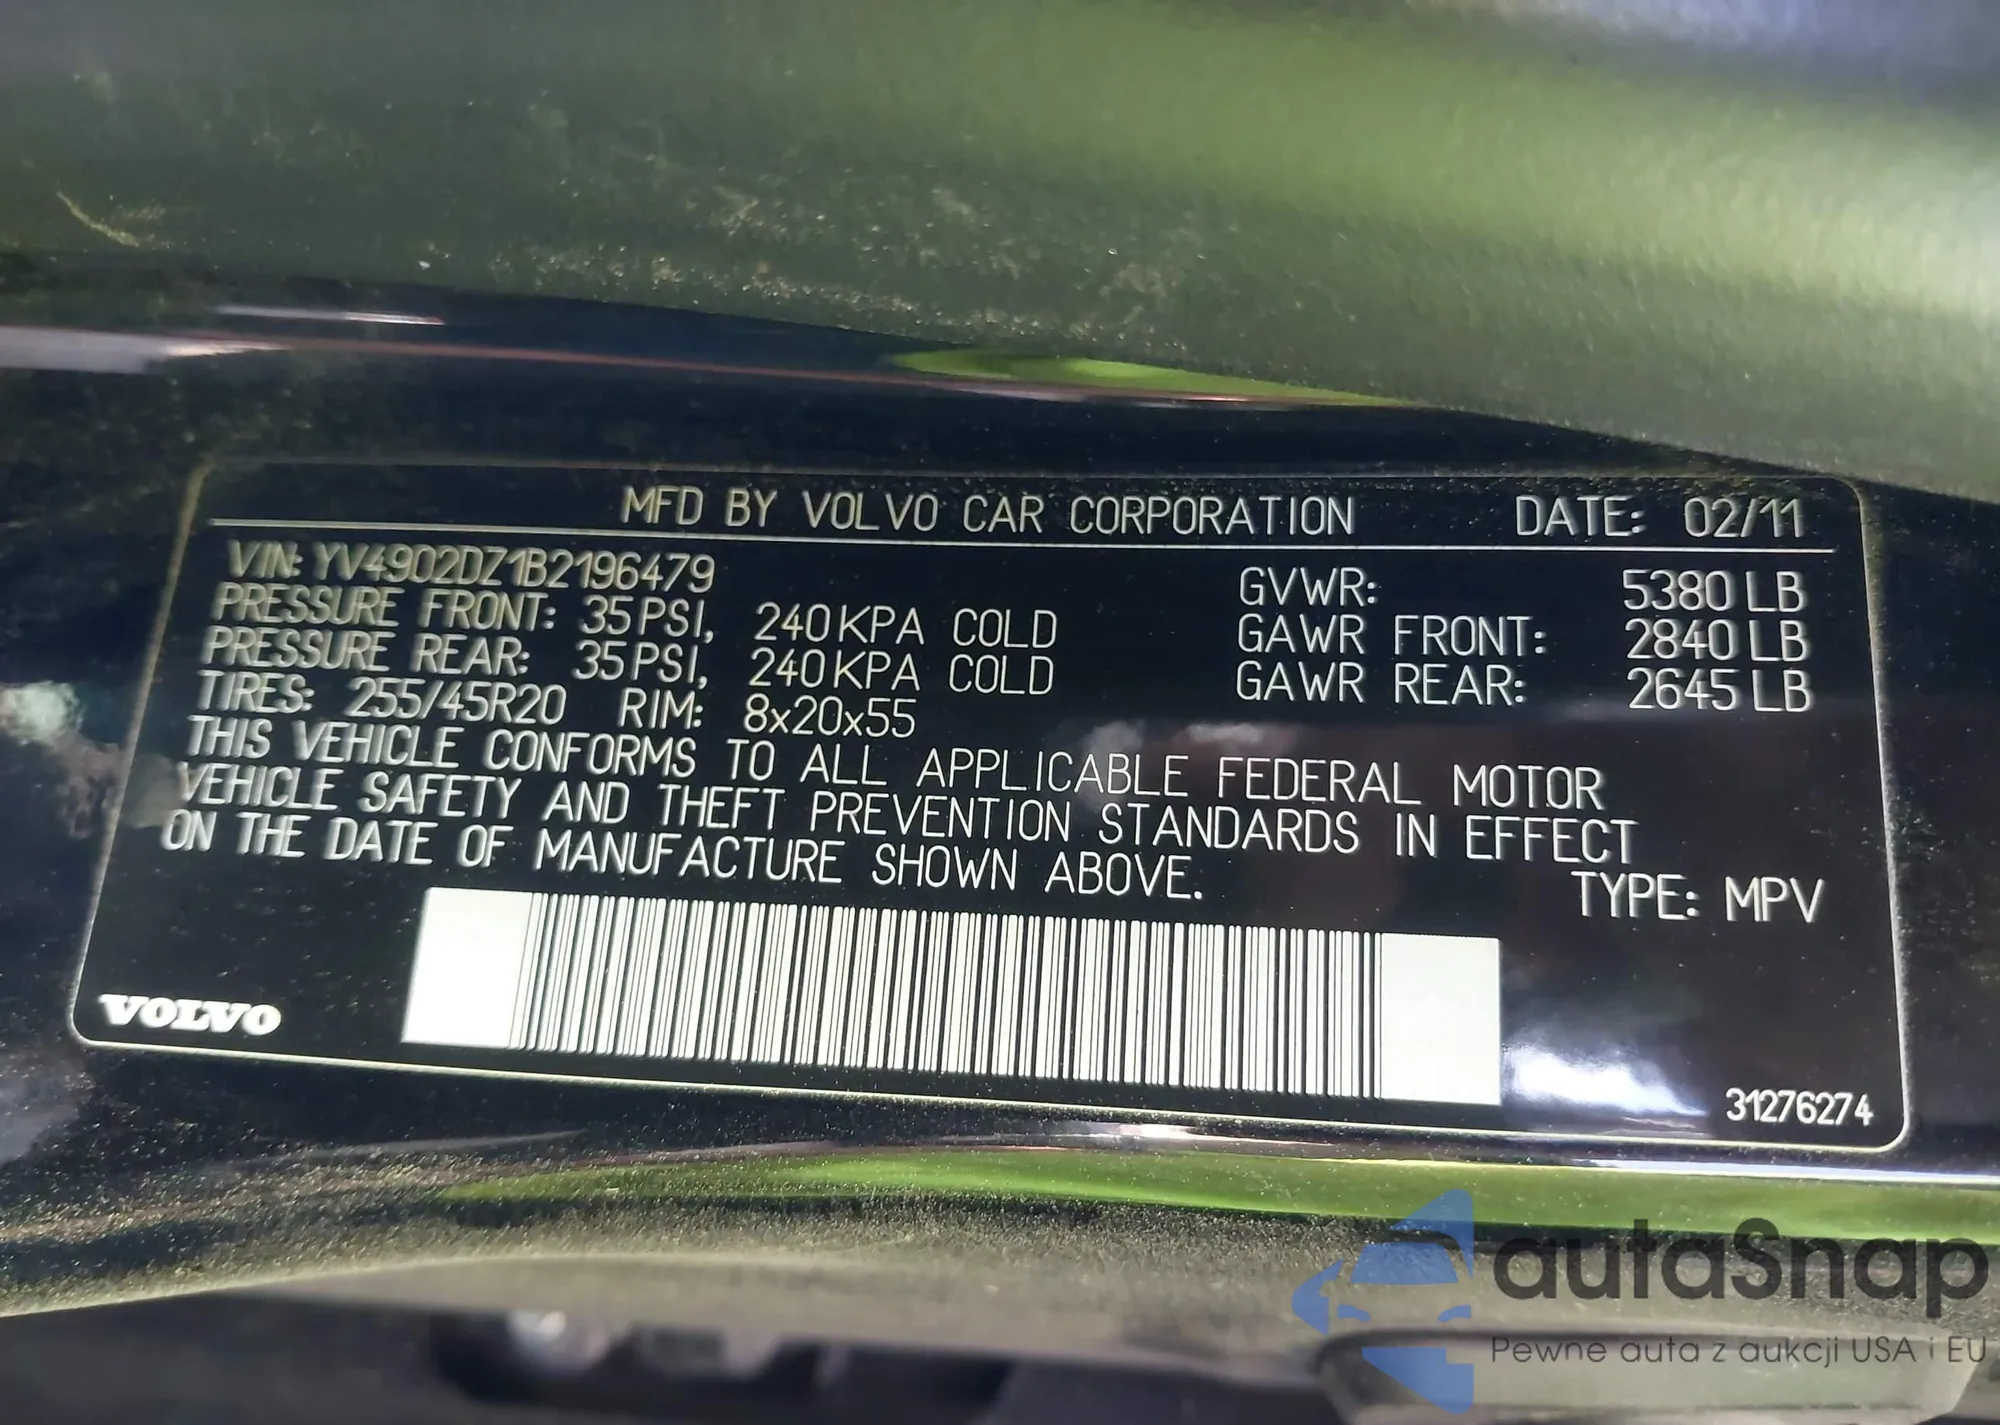 MFD BY VOLVO CAR CORPORATION DATE: 02/11
VIN: YV4902DZ1B2196479
PRESSURE FRONT: 35 PSI, 240 KPA COLD
PRESSURE REAR: 35 PSI, 240 KPA COLD
TIRES: 255/45R20 RIM: 8x20x55
GVWR: 5380 LB
GAWR FRONT: 2840 LB
GAWR REAR: 2645 LB
THIS VEHICLE CONFORMS TO ALL APPLICABLE FEDERAL MOTOR
VEHICLE SAFETY AND THEFT PREVENTION STANDARDS IN EFFECT
ON THE DATE OF MANUFACTURE SHOWN ABOVE.
TYPE: MPV
VOLVO
31276274
autaSnap
Pewne auta z aukcji USA i EU